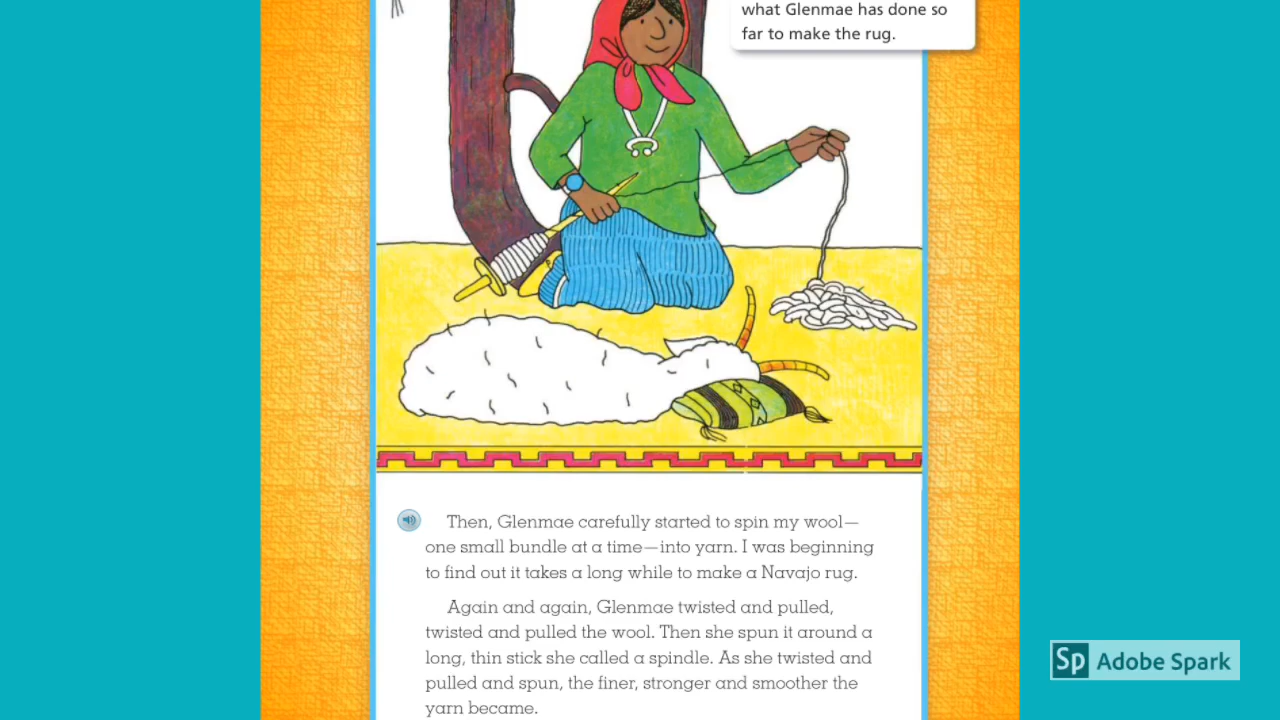 what Glenmae has done so
far to make the rug.
Then, Glenmae carefully started to spin my wool—
one small bundle at a time—into yarn. I was beginning
to find out it takes a long while to make a Navajo rug.
Again and again, Glenmae twisted and pulled,
twisted and pulled the wool. Then she spun it around a
long, thin stick she called a spindle. As she twisted and
pulled and spun, the finer, stronger and smoother the
yarn became.
Sp Adobe Spark